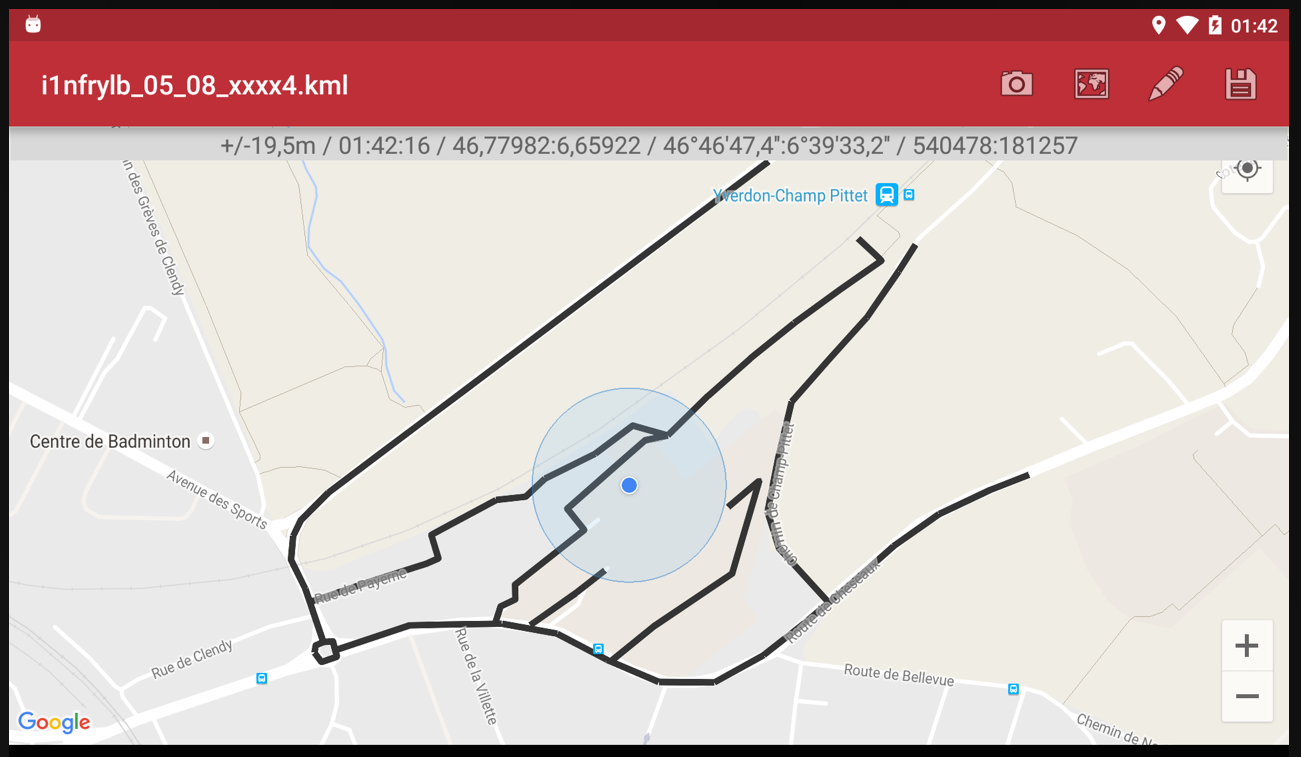 01:42
i1nfrylb_05_08_xxxx4.kml
+/-19,5m / 01:42:16 / 46,77982:6,65922 / 46°46'47,4":6°39'33,2" / 540478:181257
Yverdon-Champ Pittet
in des Grèves de Clendy
Centre de Badminton
Avenue des Sports
Chemin de Champ Pittet
Rue de Payerne
Route de Cheseaux
Rue de Clendy
Rue de la Villette
Route de Bellevue
Chemin de No
Google